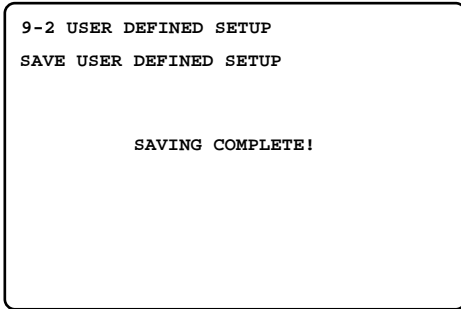 9-2 USER DEFINED SETUP
SAVE USER DEFINED SETUP
SAVING COMPLETE!